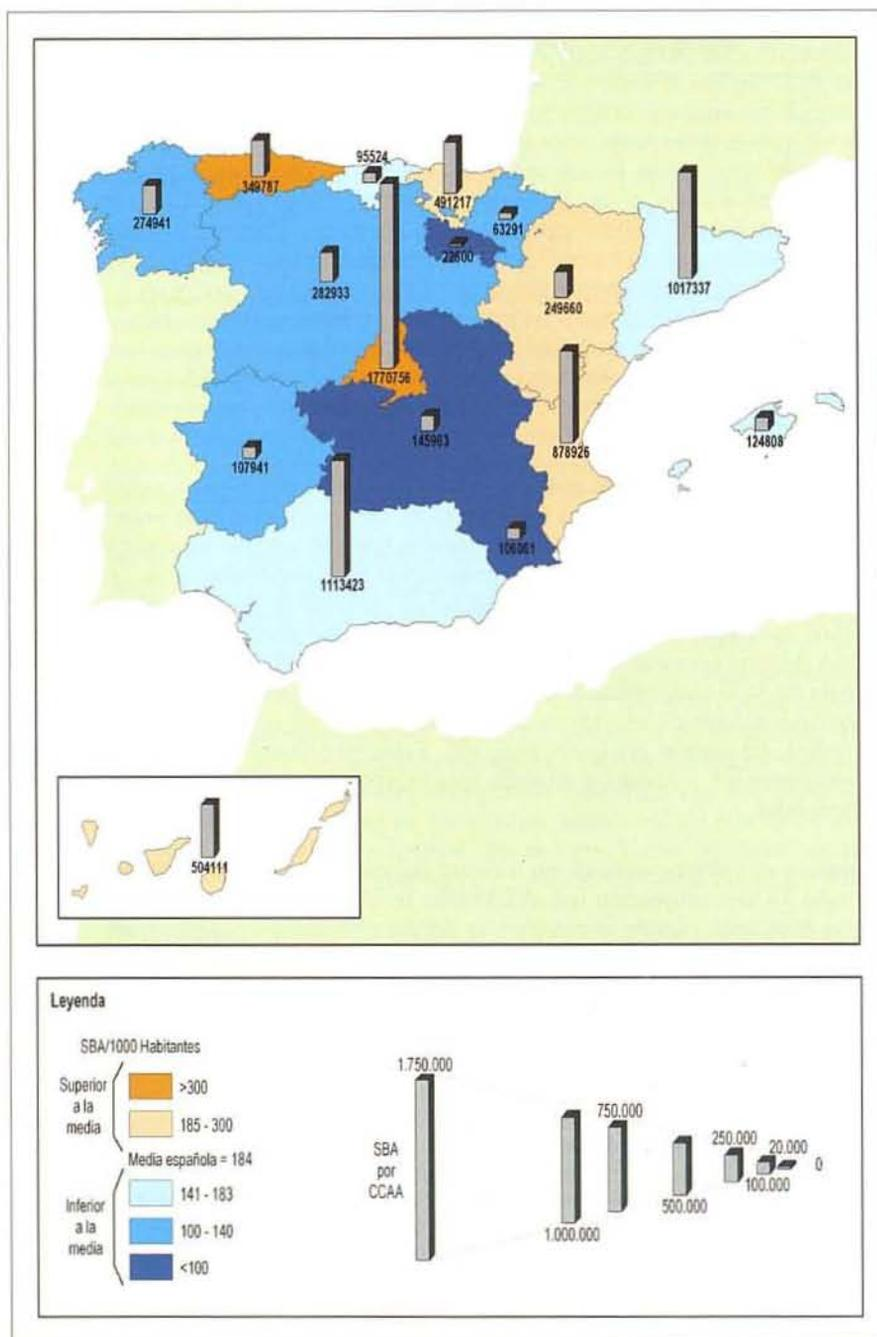 95524
349787
491217
274941
63291
22600
282933
1017337
249660
1770756
145963
878926
124808
107941
106061
1113423
504111
Leyenda
SBA/1000 Habitantes
Superior
a la
media
>300
185 - 300
Media española = 184
Inferior
a la
media
141 - 183
100 - 140
<100
SBA
por
CCAA
1.750.000
1.000.000
750.000
500.000
250.000
100.000
20.000
0